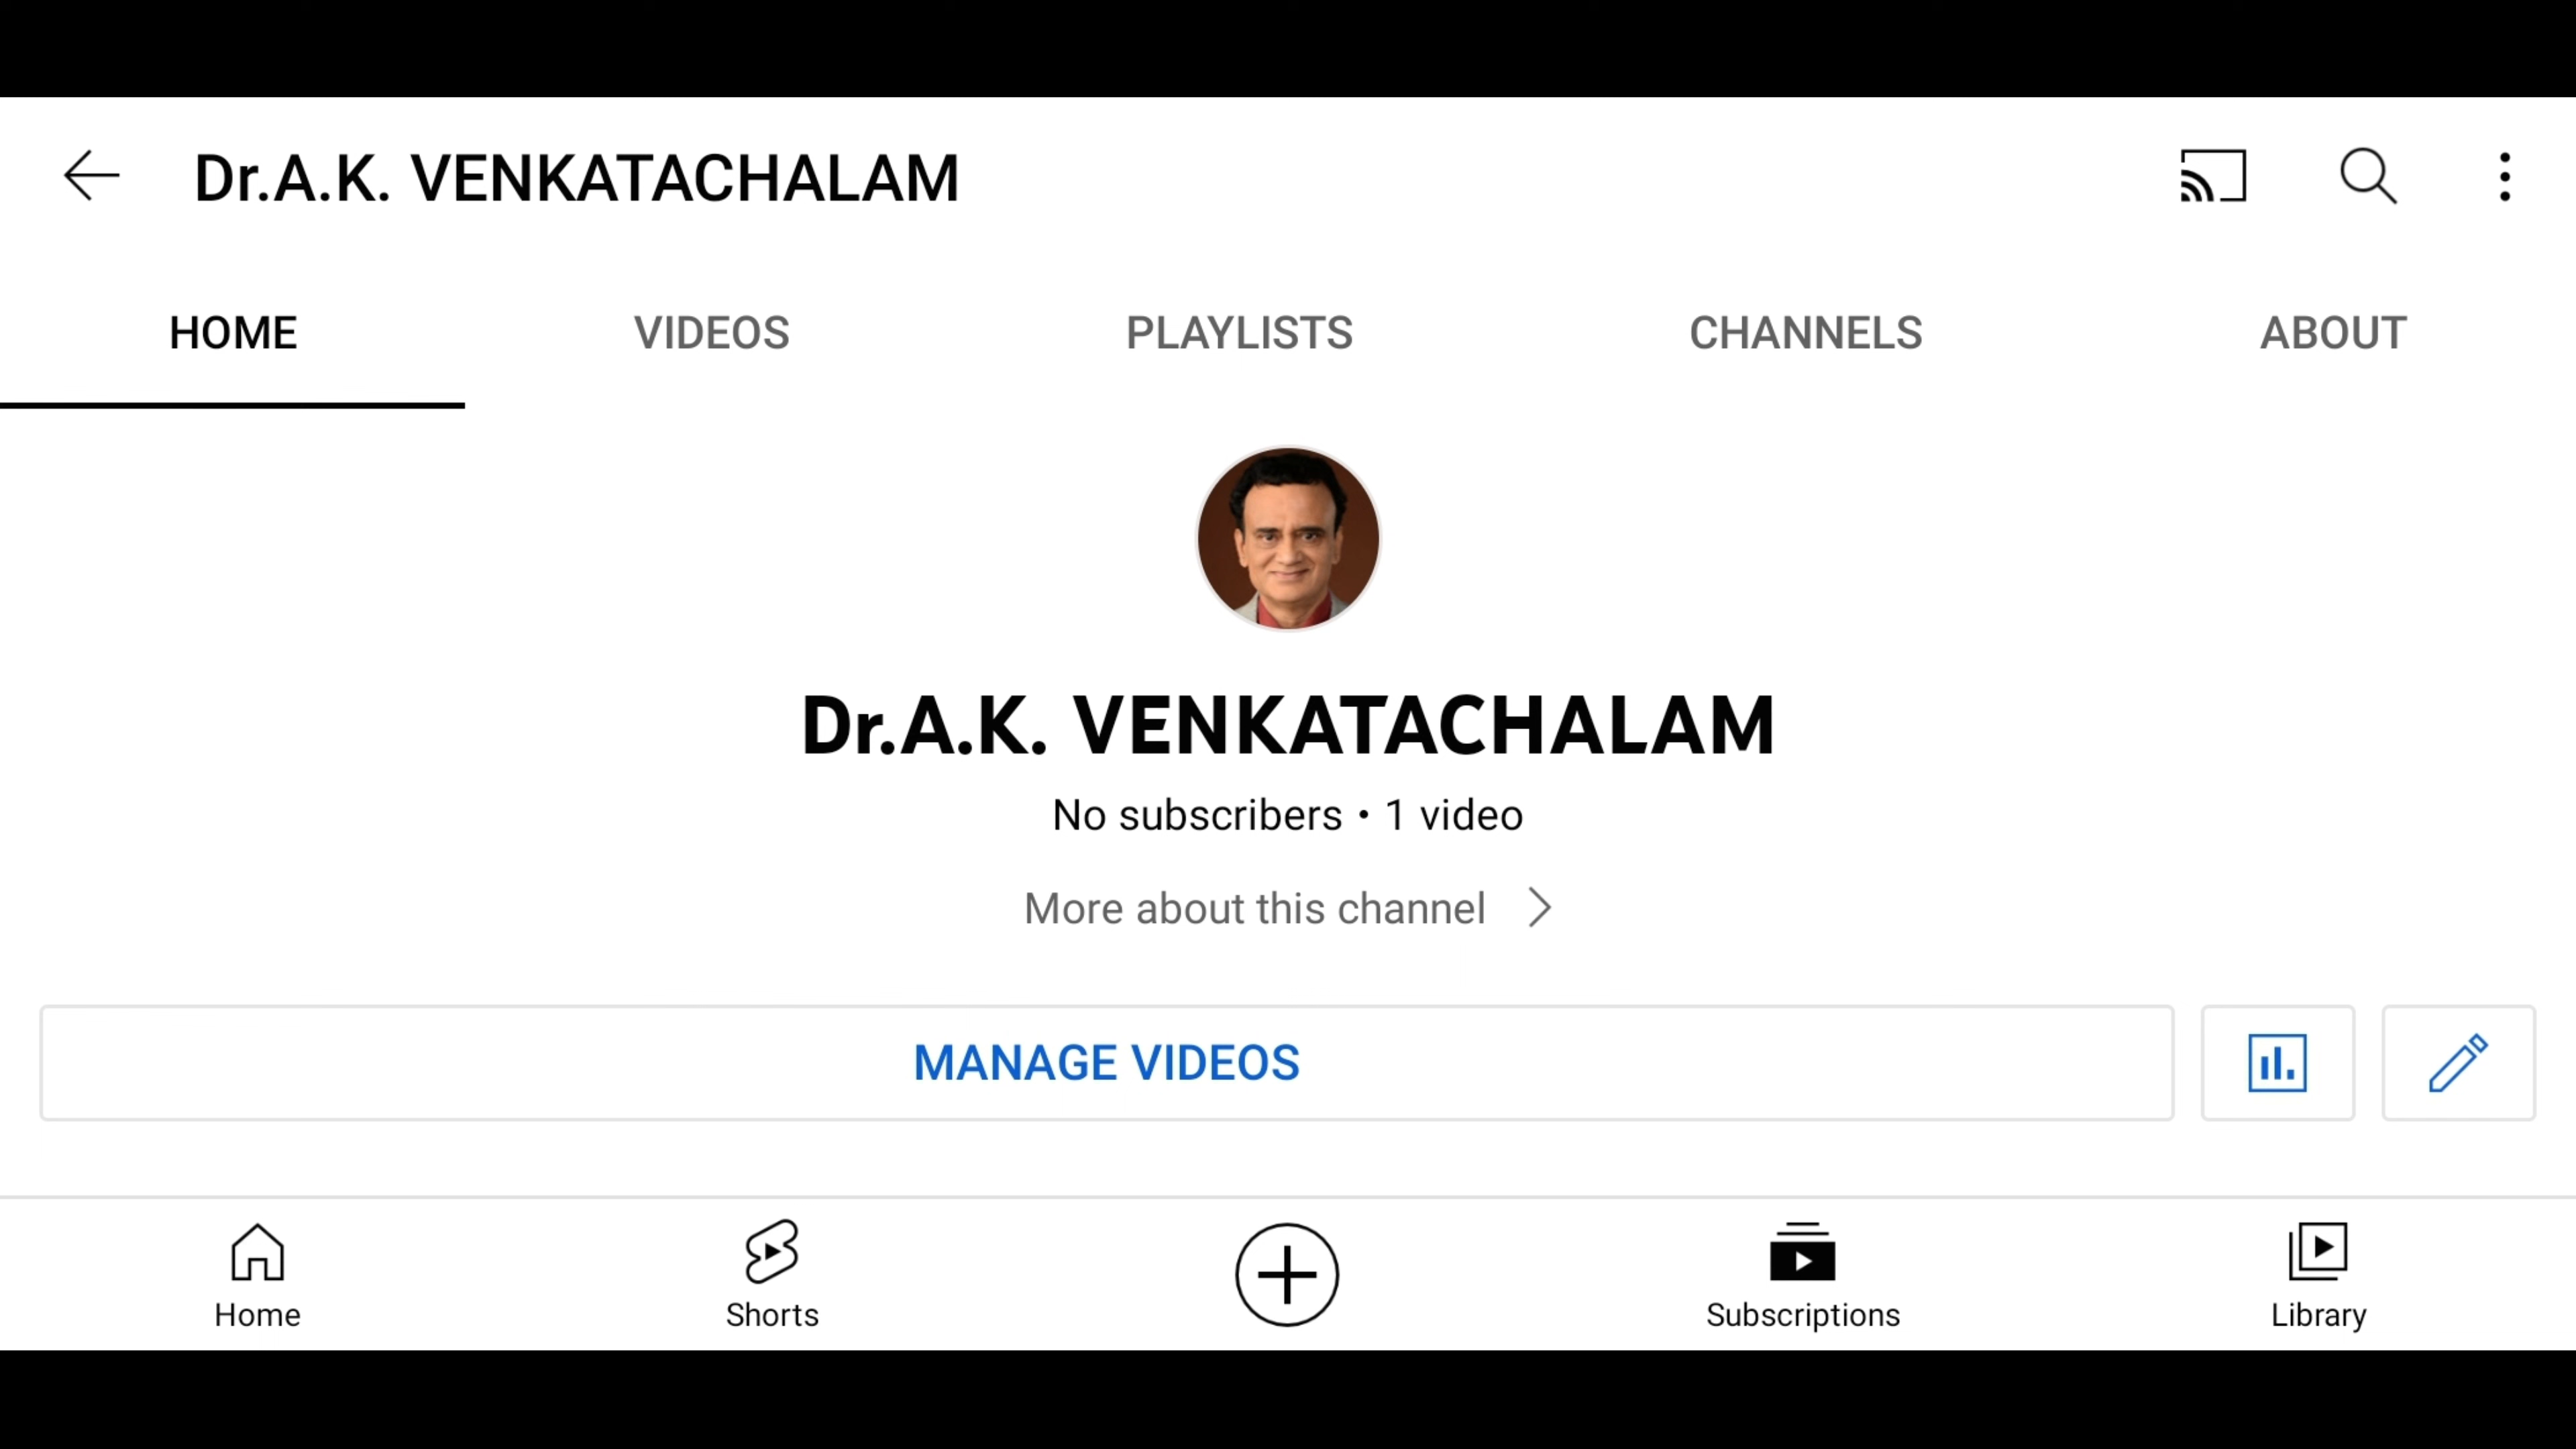 Dr.A.K. VENKATACHALAM
HOME VIDEOS PLAYLISTS CHANNELS ABOUT
Dr.A.K. VENKATACHALAM
No subscribers • 1 video
More about this channel
MANAGE VIDEOS
Home Shorts Subscriptions Library